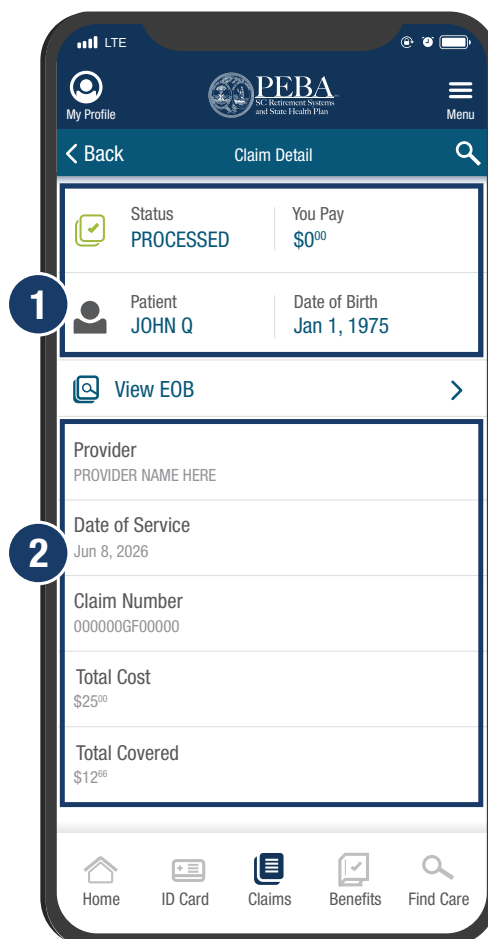 LTE
My Profile
PEBA
SC Retirement Systems
and State Health Plan
Menu
Back
Claim Detail
Status
PROCESSED
You Pay
$0⁰⁰
1
Patient
JOHN Q
Date of Birth
Jan 1, 1975
View EOB
Provider
PROVIDER NAME HERE
2
Date of Service
Jun 8, 2026
Claim Number
000000GF00000
Total Cost
$25⁰⁰
Total Covered
$12⁶⁶
Home
ID Card
Claims
Benefits
Find Care